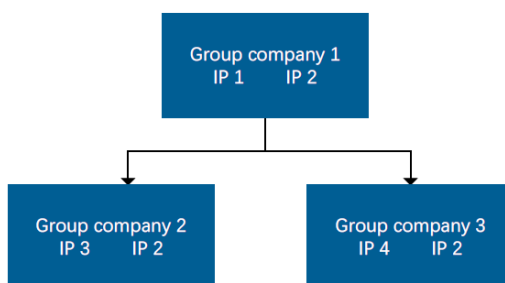 Group company 1
IP 1 IP 2
Group company 2
IP 3 IP 2
Group company 3
IP 4 IP 2